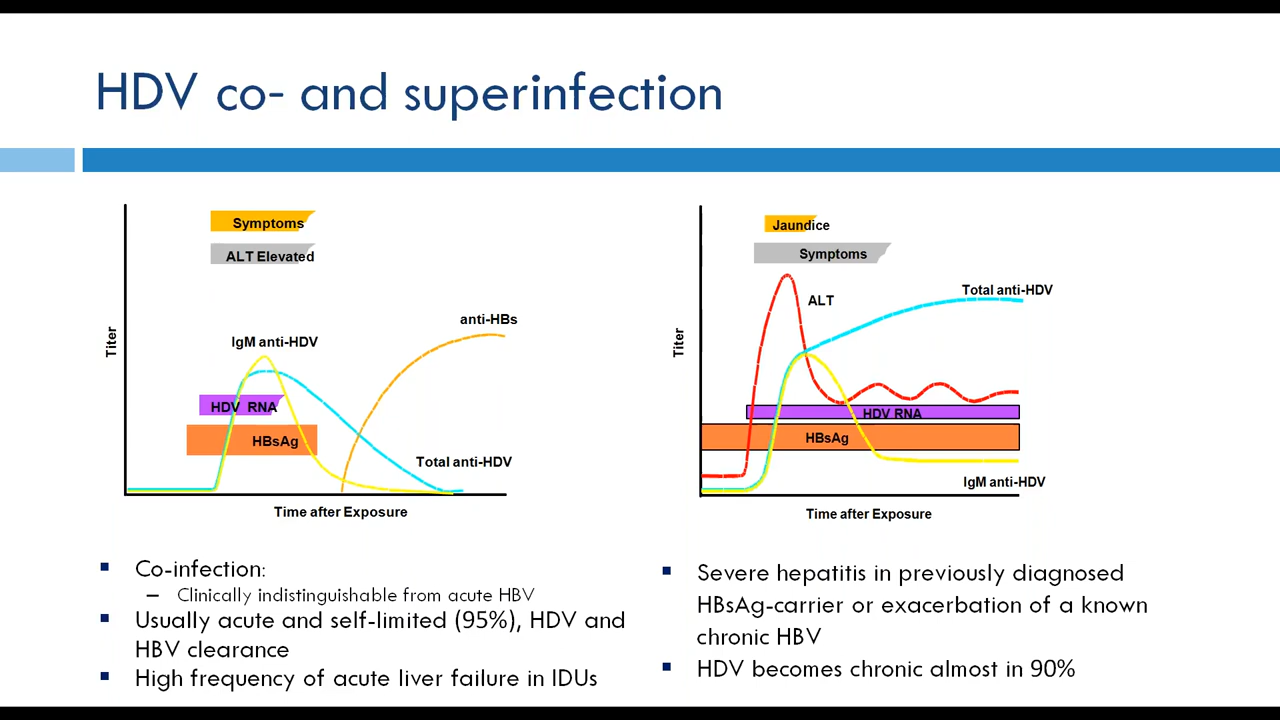 HDV co- and superinfection
Symptoms
ALT Elevated
anti-HBs
IgM anti-HDV
HDV RNA
HBsAg
Total anti-HDV
Titer
Time after Exposure
Jaundice
Symptoms
Total anti-HDV
ALT
HDV RNA
HBsAg
IgM anti-HDV
Titer
Time after Exposure
▪ Co-infection:
– Clinically indistinguishable from acute HBV
▪ Usually acute and self-limited (95%), HDV and
HBV clearance
▪ High frequency of acute liver failure in IDUs
▪ Severe hepatitis in previously diagnosed
HBsAg-carrier or exacerbation of a known
chronic HBV
▪ HDV becomes chronic almost in 90%